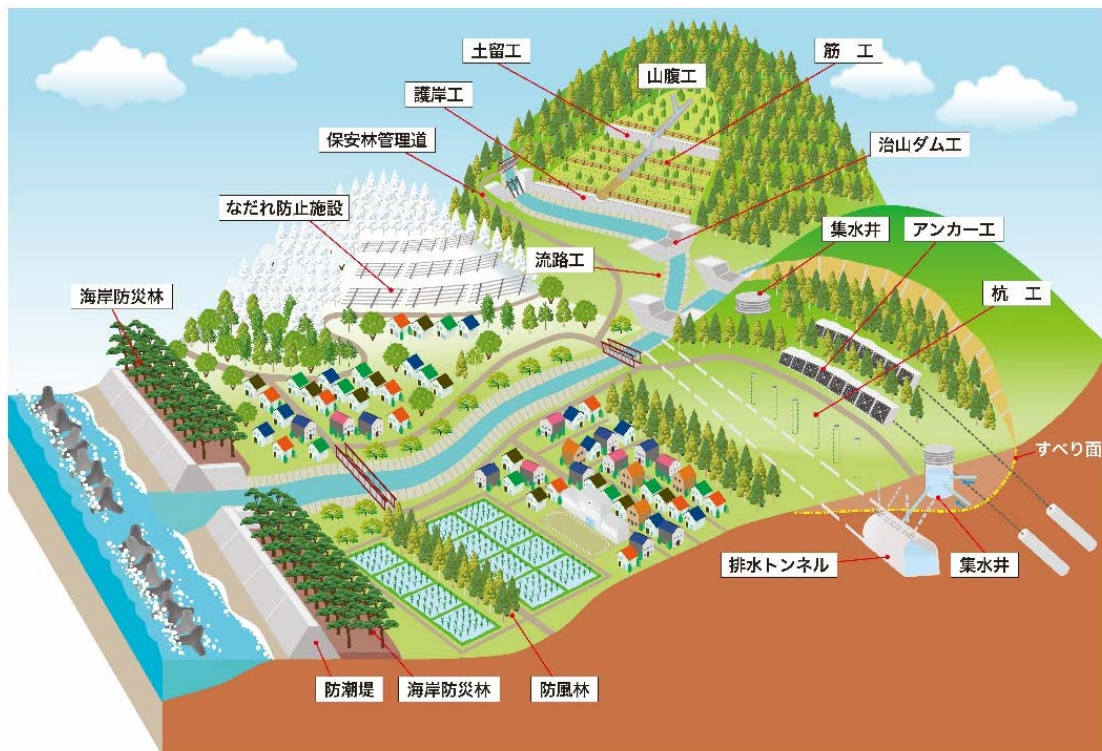 土留工
筋　工
山腹工
護岸工
保安林管理道
治山ダム工
なだれ防止施設
集水井
アンカー工
流路工
海岸防災林
杭　工
すべり面
排水トンネル
集水井
防潮堤
海岸防災林
防風林